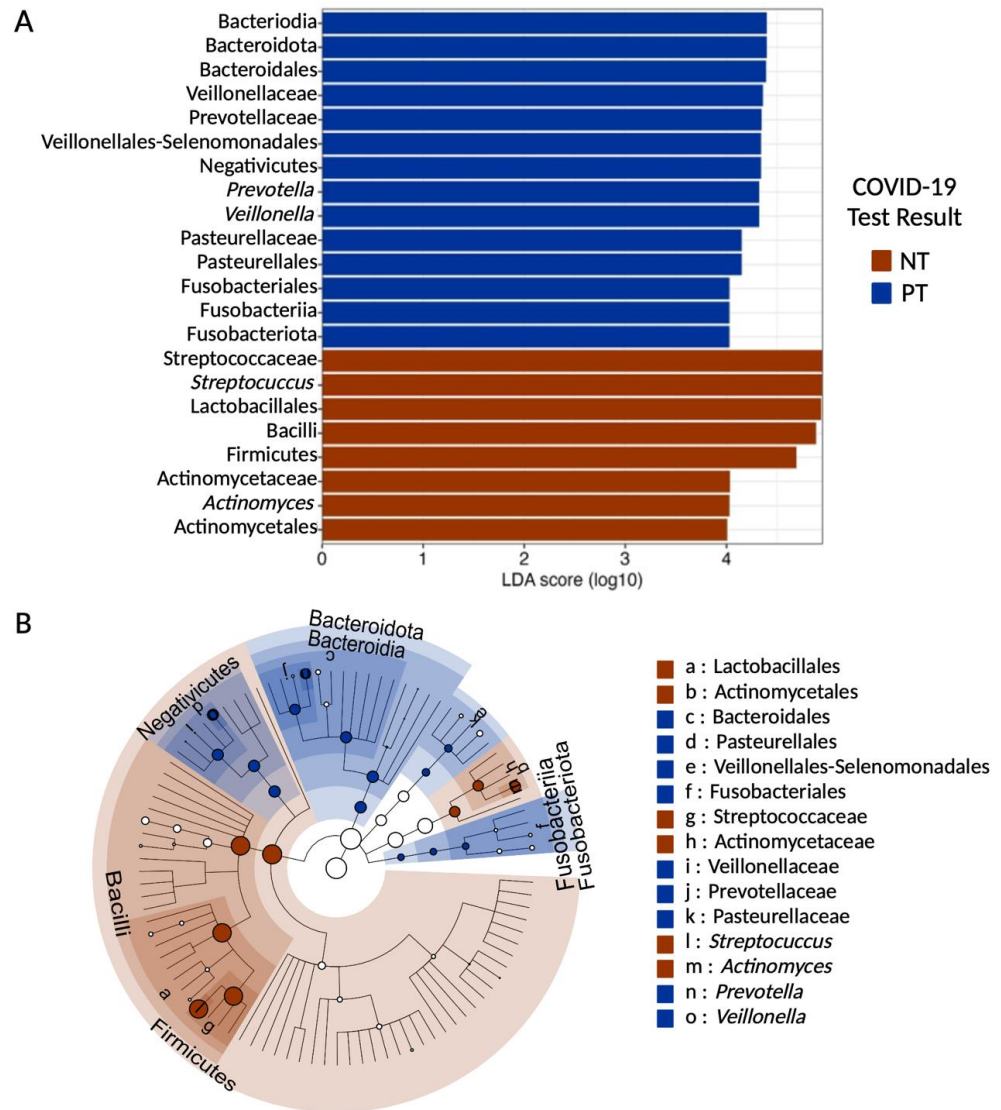 A
Bacteriodia
Bacteroidota
Bacteroidales
Veillonellaceae
Prevotellaceae
Veillonellales-Selenomonadales
Negativicutes
Prevotella
Veillonella
Pasteurellaceae
Pasteurellales
Fusobacteriales
Fusobacteriia
Fusobacteriota
Streptococcaceae
Streptocuccus
Lactobacillales
Bacilli
Firmicutes
Actinomycetaceae
Actinomyces
Actinomycetales
0 1 2 3 4
LDA score (log10)
COVID-19
Test Result
NT
PT
B
Bacteroidota
Bacteroidia
Negativicutes
Fusobacteriia
Fusobacteriota
Bacilli
Firmicutes
c
j
d
i
e
k
b
h
m
f
a
g
l
a : Lactobacillales
b : Actinomycetales
c : Bacteroidales
d : Pasteurellales
e : Veillonellales-Selenomonadales
f : Fusobacteriales
g : Streptococcaceae
h : Actinomycetaceae
i : Veillonellaceae
j : Prevotellaceae
k : Pasteurellaceae
l : Streptocuccus
m : Actinomyces
n : Prevotella
o : Veillonella